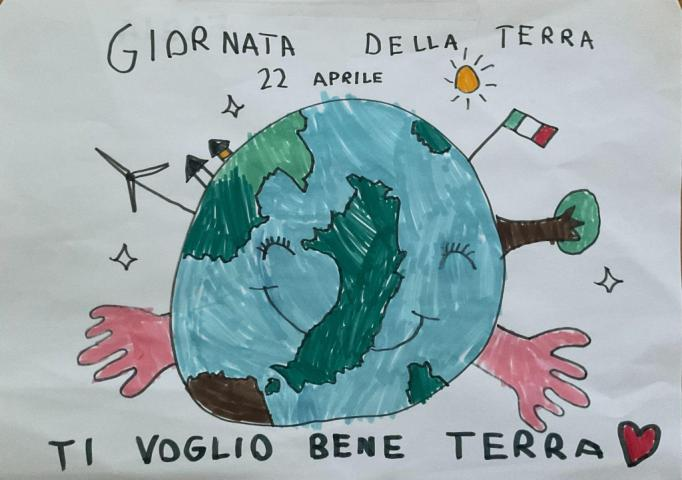 GIORNATA DELLA TERRA
22 APRILE
TI VOGLIO BENE TERRA